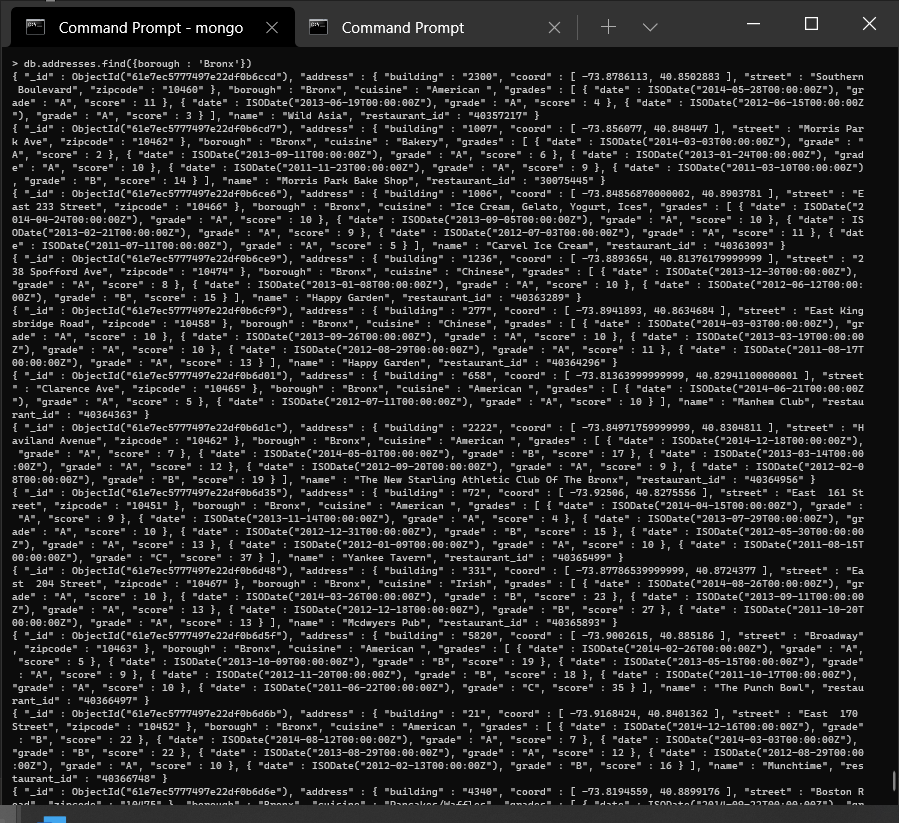 Command Prompt - mongo
Command Prompt
> db.addresses.find({borough : 'Bronx'})
{ "_id" : ObjectId("61e7ec5777497e22df0b6ccd"), "address" : { "building" : "2300", "coord" : [ -73.8786113, 40.8502883 ], "street" : "Southern
 Boulevard", "zipcode" : "10460" }, "borough" : "Bronx", "cuisine" : "American ", "grades" : [ { "date" : ISODate("2014-05-28T00:00:00Z"), "gr
ade" : "A", "score" : 11 }, { "date" : ISODate("2013-06-19T00:00:00Z"), "grade" : "A", "score" : 4 }, { "date" : ISODate("2012-06-15T00:00:00Z
"), "grade" : "A", "score" : 3 } ], "name" : "Wild Asia", "restaurant_id" : "40357217" }
{ "_id" : ObjectId("61e7ec5777497e22df0b6cd7"), "address" : { "building" : "1007", "coord" : [ -73.856077, 40.848447 ], "street" : "Morris Par
k Ave", "zipcode" : "10462" }, "borough" : "Bronx", "cuisine" : "Bakery", "grades" : [ { "date" : ISODate("2014-03-03T00:00:00Z"), "grade" : "
A", "score" : 2 }, { "date" : ISODate("2013-09-11T00:00:00Z"), "grade" : "A", "score" : 6 }, { "date" : ISODate("2013-01-24T00:00:00Z"), "grad
e" : "A", "score" : 10 }, { "date" : ISODate("2011-11-23T00:00:00Z"), "grade" : "A", "score" : 9 }, { "date" : ISODate("2011-03-10T00:00:00Z")
, "grade" : "B", "score" : 14 } ], "name" : "Morris Park Bake Shop", "restaurant_id" : "30075445" }
{ "_id" : ObjectId("61e7ec5777497e22df0b6ce6"), "address" : { "building" : "1006", "coord" : [ -73.84856870000002, 40.8903781 ], "street" : "E
ast 233 Street", "zipcode" : "10466" }, "borough" : "Bronx", "cuisine" : "Ice Cream, Gelato, Yogurt, Ices", "grades" : [ { "date" : ISODate("2
014-04-24T00:00:00Z"), "grade" : "A", "score" : 10 }, { "date" : ISODate("2013-09-05T00:00:00Z"), "grade" : "A", "score" : 10 }, { "date" : IS
ODate("2013-02-21T00:00:00Z"), "grade" : "A", "score" : 9 }, { "date" : ISODate("2012-07-03T00:00:00Z"), "grade" : "A", "score" : 11 }, { "dat
e" : ISODate("2011-07-11T00:00:00Z"), "grade" : "A", "score" : 5 } ], "name" : "Carvel Ice Cream", "restaurant_id" : "40363093" }
{ "_id" : ObjectId("61e7ec5777497e22df0b6ce9"), "address" : { "building" : "1236", "coord" : [ -73.8893654, 40.81376179999999 ], "street" : "2
38 Spofford Ave", "zipcode" : "10474" }, "borough" : "Bronx", "cuisine" : "Chinese", "grades" : [ { "date" : ISODate("2013-12-30T00:00:00Z"),
"grade" : "A", "score" : 8 }, { "date" : ISODate("2013-01-08T00:00:00Z"), "grade" : "A", "score" : 10 }, { "date" : ISODate("2012-06-12T00:00:
00Z"), "grade" : "B", "score" : 15 } ], "name" : "Happy Garden", "restaurant_id" : "40363289" }
{ "_id" : ObjectId("61e7ec5777497e22df0b6cf9"), "address" : { "building" : "277", "coord" : [ -73.8941893, 40.8634684 ], "street" : "East King
sbridge Road", "zipcode" : "10458" }, "borough" : "Bronx", "cuisine" : "Chinese", "grades" : [ { "date" : ISODate("2014-03-03T00:00:00Z"), "gr
ade" : "A", "score" : 10 }, { "date" : ISODate("2013-09-26T00:00:00Z"), "grade" : "A", "score" : 10 }, { "date" : ISODate("2013-03-19T00:00:00
Z"), "grade" : "A", "score" : 10 }, { "date" : ISODate("2012-08-29T00:00:00Z"), "grade" : "A", "score" : 11 }, { "date" : ISODate("2011-08-17T
00:00:00Z"), "grade" : "A", "score" : 13 } ], "name" : "Happy Garden", "restaurant_id" : "40364296" }
{ "_id" : ObjectId("61e7ec5777497e22df0b6d01"), "address" : { "building" : "658", "coord" : [ -73.81363999999999, 40.82941100000001 ], "street"
 : "Clarence Ave", "zipcode" : "10465" }, "borough" : "Bronx", "cuisine" : "American ", "grades" : [ { "date" : ISODate("2014-06-21T00:00:00Z
"), "grade" : "A", "score" : 5 }, { "date" : ISODate("2012-07-11T00:00:00Z"), "grade" : "A", "score" : 10 } ], "name" : "Manhem Club", "restau
rant_id" : "40364363" }
{ "_id" : ObjectId("61e7ec5777497e22df0b6d1c"), "address" : { "building" : "2222", "coord" : [ -73.84971759999999, 40.8304811 ], "street" : "H
aviland Avenue", "zipcode" : "10462" }, "borough" : "Bronx", "cuisine" : "American ", "grades" : [ { "date" : ISODate("2014-12-18T00:00:00Z"),
 "grade" : "A", "score" : 7 }, { "date" : ISODate("2014-05-01T00:00:00Z"), "grade" : "B", "score" : 17 }, { "date" : ISODate("2013-03-14T00:00
:00Z"), "grade" : "A", "score" : 12 }, { "date" : ISODate("2012-09-20T00:00:00Z"), "grade" : "A", "score" : 9 }, { "date" : ISODate("2012-02-0
8T00:00:00Z"), "grade" : "B", "score" : 19 } ], "name" : "The New Starling Athletic Club Of The Bronx", "restaurant_id" : "40364956" }
{ "_id" : ObjectId("61e7ec5777497e22df0b6d35"), "address" : { "building" : "72", "coord" : [ -73.92506, 40.8275556 ], "street" : "East  161 St
reet", "zipcode" : "10451" }, "borough" : "Bronx", "cuisine" : "American ", "grades" : [ { "date" : ISODate("2014-04-15T00:00:00Z"), "grade" :
 "A", "score" : 9 }, { "date" : ISODate("2013-11-14T00:00:00Z"), "grade" : "A", "score" : 4 }, { "date" : ISODate("2013-07-29T00:00:00Z"), "gr
ade" : "A", "score" : 10 }, { "date" : ISODate("2012-12-31T00:00:00Z"), "grade" : "B", "score" : 15 }, { "date" : ISODate("2012-05-30T00:00:00
Z"), "grade" : "A", "score" : 13 }, { "date" : ISODate("2012-01-09T00:00:00Z"), "grade" : "A", "score" : 10 }, { "date" : ISODate("2011-08-15T
00:00:00Z"), "grade" : "C", "score" : 37 } ], "name" : "Yankee Tavern", "restaurant_id" : "40365499" }
{ "_id" : ObjectId("61e7ec5777497e22df0b6d48"), "address" : { "building" : "331", "coord" : [ -73.87786539999999, 40.8724377 ], "street" : "Ea
st  204 Street", "zipcode" : "10467" }, "borough" : "Bronx", "cuisine" : "Irish", "grades" : [ { "date" : ISODate("2014-08-26T00:00:00Z"), "gr
ade" : "A", "score" : 10 }, { "date" : ISODate("2014-03-26T00:00:00Z"), "grade" : "B", "score" : 23 }, { "date" : ISODate("2013-09-11T00:00:00
Z"), "grade" : "A", "score" : 13 }, { "date" : ISODate("2012-12-18T00:00:00Z"), "grade" : "B", "score" : 27 }, { "date" : ISODate("2011-10-20T
00:00:00Z"), "grade" : "A", "score" : 13 } ], "name" : "Mcdwyers Pub", "restaurant_id" : "40365893" }
{ "_id" : ObjectId("61e7ec5777497e22df0b6d5f"), "address" : { "building" : "5820", "coord" : [ -73.9002615, 40.885186 ], "street" : "Broadway"
, "zipcode" : "10463" }, "borough" : "Bronx", "cuisine" : "American ", "grades" : [ { "date" : ISODate("2014-02-26T00:00:00Z"), "grade" : "A",
 "score" : 5 }, { "date" : ISODate("2013-10-09T00:00:00Z"), "grade" : "B", "score" : 19 }, { "date" : ISODate("2013-05-15T00:00:00Z"), "grade"
 : "A", "score" : 9 }, { "date" : ISODate("2012-11-20T00:00:00Z"), "grade" : "B", "score" : 18 }, { "date" : ISODate("2011-10-17T00:00:00Z"),
"grade" : "A", "score" : 10 }, { "date" : ISODate("2011-06-22T00:00:00Z"), "grade" : "C", "score" : 35 } ], "name" : "The Punch Bowl", "restau
rant_id" : "40366497" }
{ "_id" : ObjectId("61e7ec5777497e22df0b6d6b"), "address" : { "building" : "21", "coord" : [ -73.9168424, 40.8401362 ], "street" : "East  170
Street", "zipcode" : "10452" }, "borough" : "Bronx", "cuisine" : "American ", "grades" : [ { "date" : ISODate("2014-12-16T00:00:00Z"), "grade"
 : "B", "score" : 22 }, { "date" : ISODate("2014-08-12T00:00:00Z"), "grade" : "A", "score" : 7 }, { "date" : ISODate("2014-03-03T00:00:00Z"),
"grade" : "B", "score" : 22 }, { "date" : ISODate("2013-08-29T00:00:00Z"), "grade" : "A", "score" : 12 }, { "date" : ISODate("2012-08-29T00:00
:00Z"), "grade" : "A", "score" : 10 }, { "date" : ISODate("2012-02-13T00:00:00Z"), "grade" : "B", "score" : 16 } ], "name" : "Munchtime", "res
taurant_id" : "40366748" }
{ "_id" : ObjectId("61e7ec5777497e22df0b6d6e"), "address" : { "building" : "4340", "coord" : [ -73.8194559, 40.8899176 ], "street" : "Boston R
oad", "zipcode" : "10475" }, "borough" : "Bronx", "cuisine" : "Pancakes/Waffles", "grades" : [ { "date" : ISODate("2014-09-22T00:00:00Z"), "gr